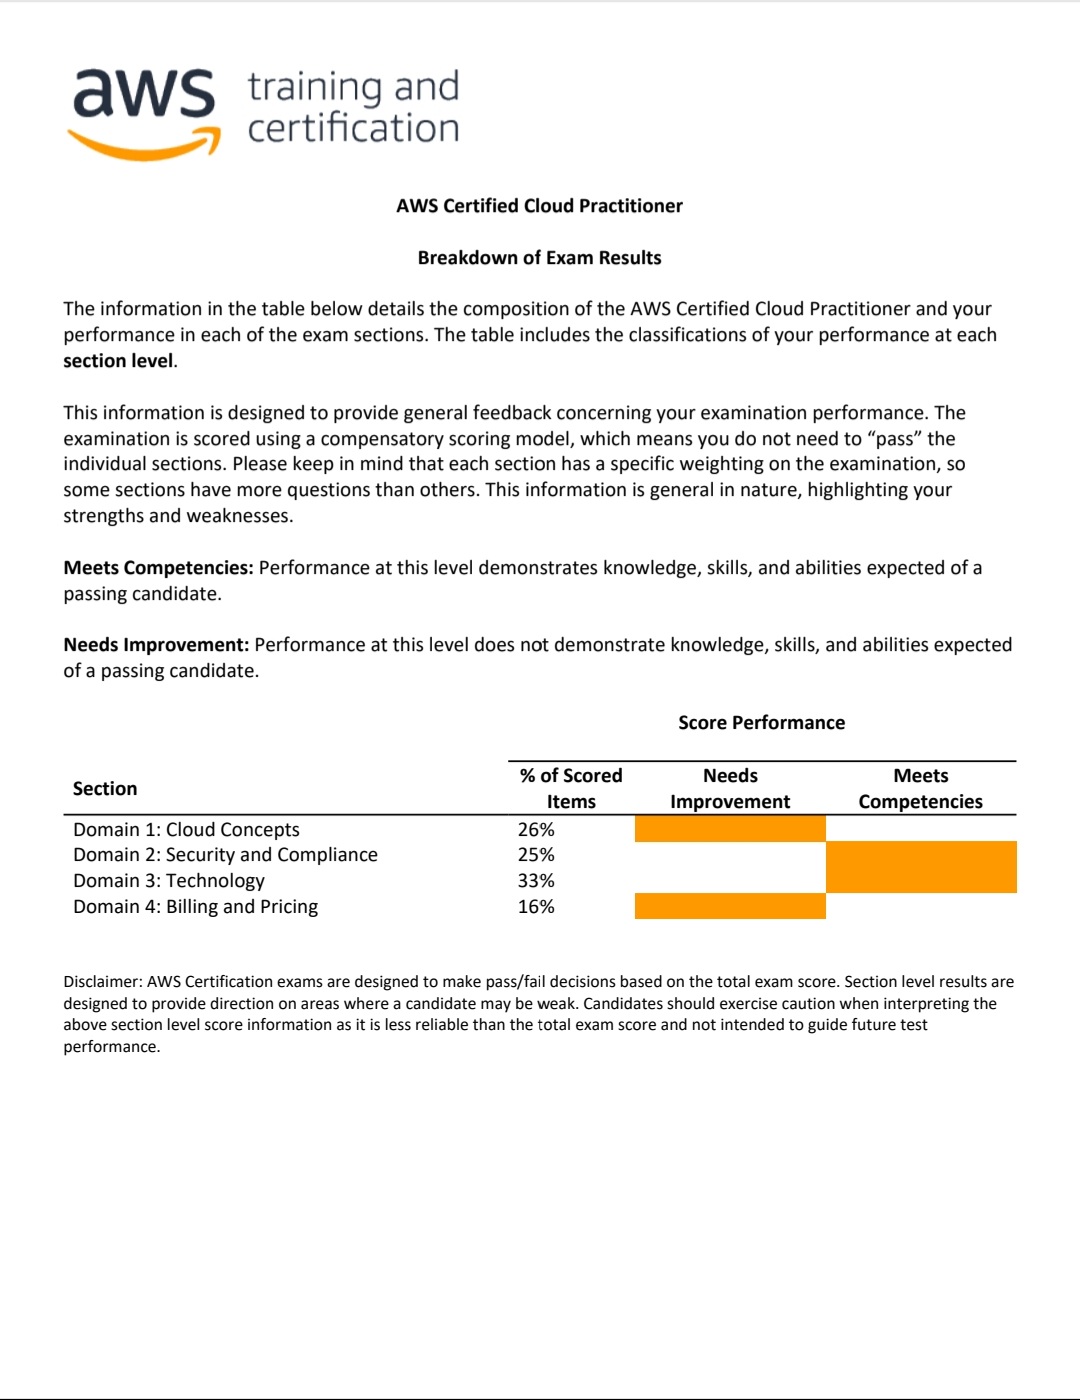 aws training and
certification
AWS Certified Cloud Practitioner
Breakdown of Exam Results
The information in the table below details the composition of the AWS Certified Cloud Practitioner and your
performance in each of the exam sections. The table includes the classifications of your performance at each
section level.
This information is designed to provide general feedback concerning your examination performance. The
examination is scored using a compensatory scoring model, which means you do not need to “pass” the
individual sections. Please keep in mind that each section has a specific weighting on the examination, so
some sections have more questions than others. This information is general in nature, highlighting your
strengths and weaknesses.
Meets Competencies: Performance at this level demonstrates knowledge, skills, and abilities expected of a
passing candidate.
Needs Improvement: Performance at this level does not demonstrate knowledge, skills, and abilities expected
of a passing candidate.
Score Performance
Section
% of Scored
Items
Needs
Improvement
Meets
Competencies
Domain 1: Cloud Concepts 26%
Domain 2: Security and Compliance 25%
Domain 3: Technology 33%
Domain 4: Billing and Pricing 16%
Disclaimer: AWS Certification exams are designed to make pass/fail decisions based on the total exam score. Section level results are
designed to provide direction on areas where a candidate may be weak. Candidates should exercise caution when interpreting the
above section level score information as it is less reliable than the total exam score and not intended to guide future test
performance.